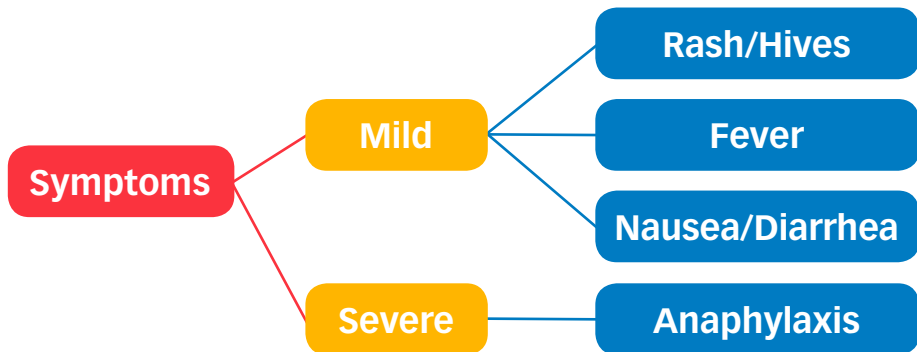 Symptoms
Mild
Rash/Hives
Fever
Nausea/Diarrhea
Severe
Anaphylaxis